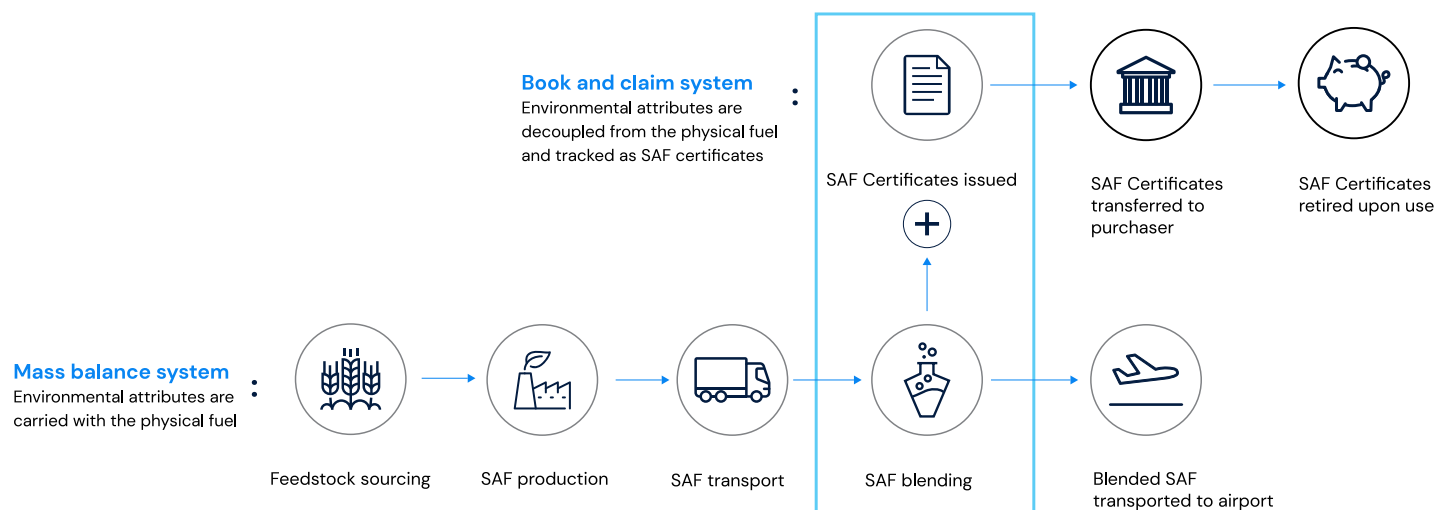 Book and claim system
Environmental attributes are
decoupled from the physical fuel
and tracked as SAF certificates
:
SAF Certificates issued
SAF Certificates
transferred to
purchaser
SAF Certificates
retired upon use
+
Mass balance system
Environmental attributes are
carried with the physical fuel
:
Feedstock sourcing
SAF production
SAF transport
SAF blending
Blended SAF
transported to airport